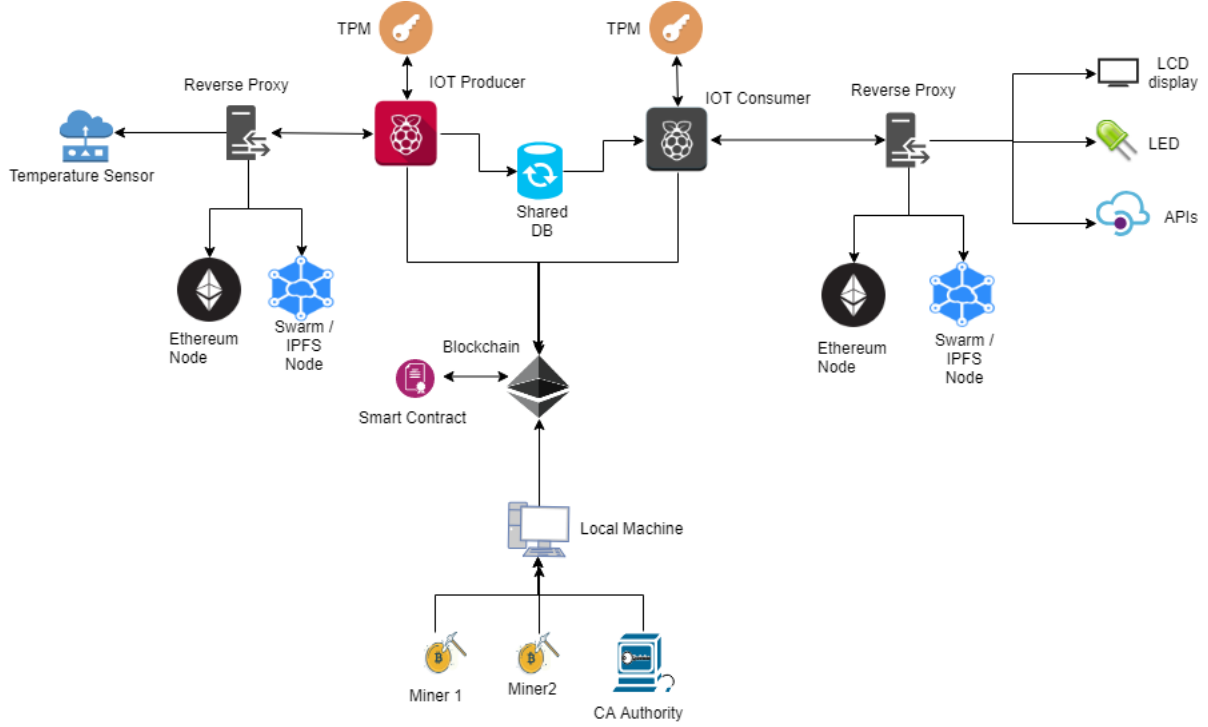 TPM
TPM
IOT Producer
IOT Consumer
Reverse Proxy
Reverse Proxy
LCD
display
LED
APIs
Temperature Sensor
Shared
DB
Ethereum
Node
Swarm /
IPFS
Node
Ethereum
Node
Swarm /
IPFS
Node
Blockchain
Smart Contract
Local Machine
Miner 1
Miner2
CA Authority